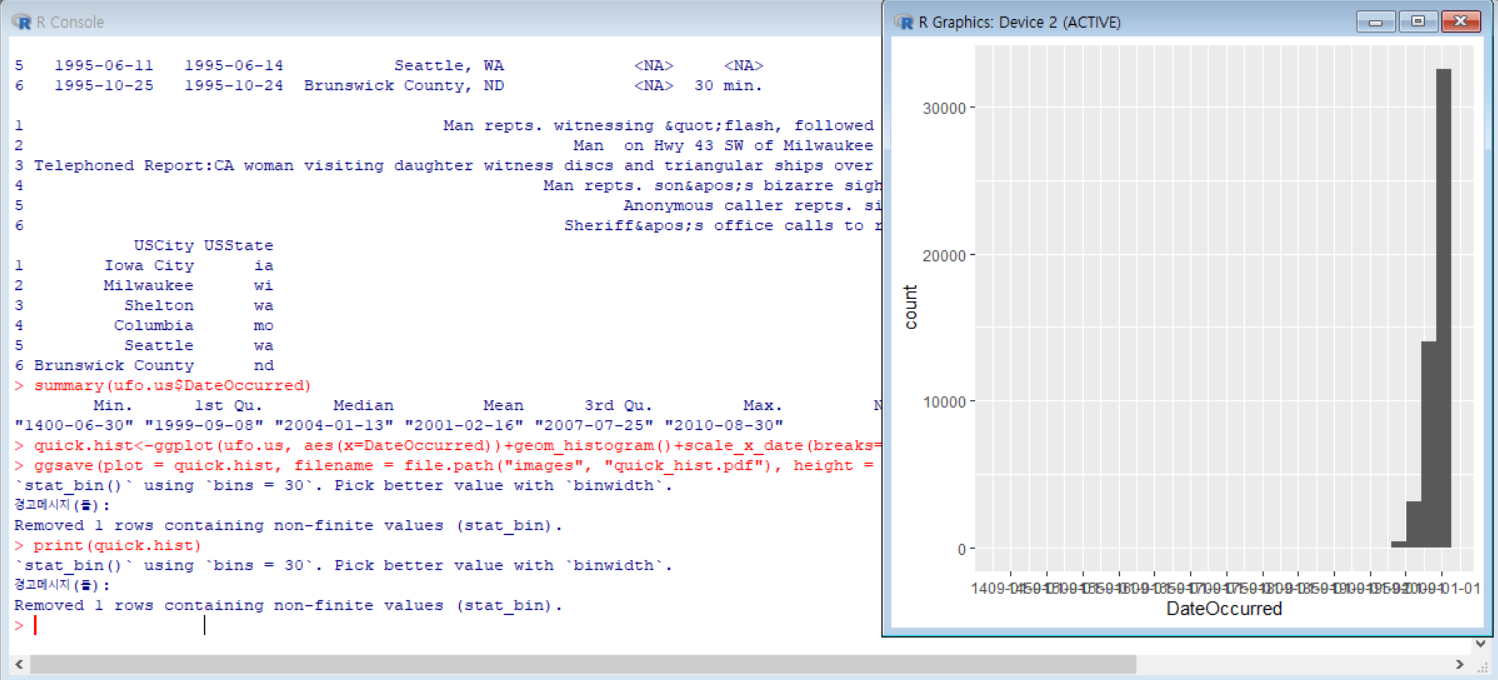 R Console
5   1995-06-11   1995-06-14           Seattle, WA             <NA>     <NA>
6   1995-10-25   1995-10-24  Brunswick County, ND             <NA>  30 min.
1                                           Man repts. witnessing &quot;flash, followed
2                                                        Man  on Hwy 43 SW of Milwaukee
3 Telephoned Report:CA woman visiting daughter witness discs and triangular ships over
4                                                     Man repts. son&apos;s bizarre sigh
5                                                             Anonymous caller repts. si
6                                                       Sheriff&apos;s office calls to r
            USCity USState
1        Iowa City      ia
2        Milwaukee      wi
3          Shelton      wa
4         Columbia      mo
5          Seattle      wa
6 Brunswick County      nd
> summary(ufo.us$DateOccurred)
        Min.      1st Qu.       Median         Mean      3rd Qu.         Max.         N
"1400-06-30" "1999-09-08" "2004-01-13" "2001-02-16" "2007-07-25" "2010-08-30"
> quick.hist<-ggplot(ufo.us, aes(x=DateOccurred))+geom_histogram()+scale_x_date(breaks=
> ggsave(plot = quick.hist, filename = file.path("images", "quick_hist.pdf"), height =
`stat_bin()` using `bins = 30`. Pick better value with `binwidth`.
경고메시지(들):
Removed 1 rows containing non-finite values (stat_bin).
> print(quick.hist)
`stat_bin()` using `bins = 30`. Pick better value with `binwidth`.
경고메시지(들):
Removed 1 rows containing non-finite values (stat_bin).
>
R Graphics: Device 2 (ACTIVE)
30000
20000
10000
0
count
DateOccurred